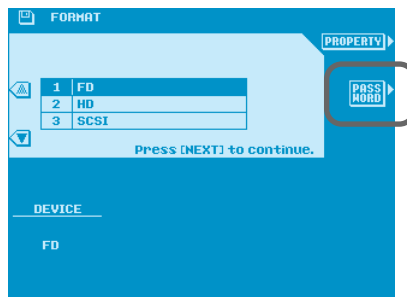 FORMAT
PROPERTY
PASS
WORD
1 FD
2 HD
3 SCSI
Press [NEXT] to continue.
DEVICE
FD